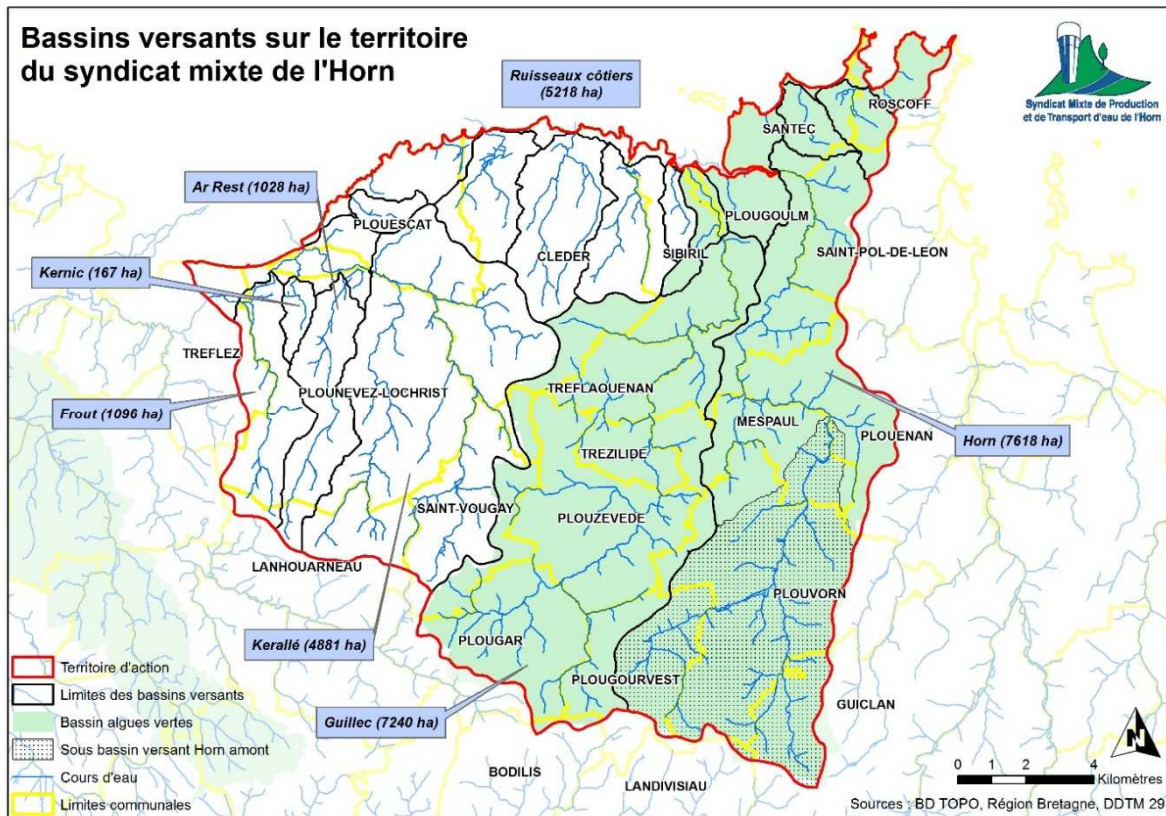 Bassins versants sur le territoire
du syndicat mixte de l'Horn
Syndicat Mixte de Production
et de Transport d'eau de l'Horn
Ruisseaux côtiers
(5218 ha)
ROSCOFF
SANTEC
Ar Rest (1028 ha)
PLOUESCAT
PLOUGOULM
Kernic (167 ha)
CLEDER
SIBIRIL
SAINT-POL-DE-LEON
TREFLEZ
PLOUNEVEZ-LOCHRIST
TREFLAOUENAN
Frout (1096 ha)
MESPAUL
PLOUENAN
Horn (7618 ha)
TREZILIDE
SAINT-VOUGAY
PLOUZEVEDE
LANHOUARNEAU
PLOUVORN
Kerallé (4881 ha)
PLOUGAR
PLOUGOURVEST
GUICLAN
Guillec (7240 ha)
BODILIS
LANDIVISIAU
Territoire d'action
Limites des bassins versants
Bassin algues vertes
Sous bassin versant Horn amont
Cours d'eau
Limites communales
N
0 1 2 4
Kilomètres
Sources : BD TOPO, Région Bretagne, DDTM 29